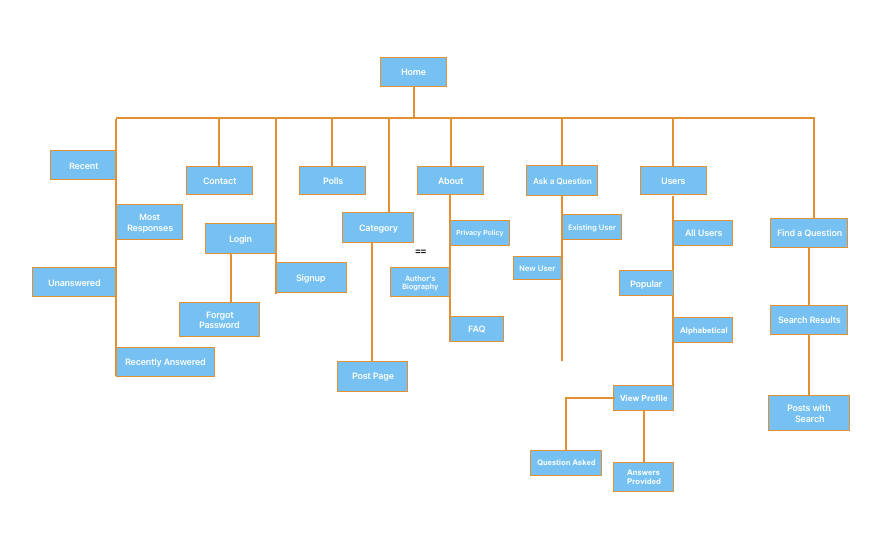 Home
Recent
Contact
Polls
About
Ask a Question
Users
Most
Responses
Login
Category
Privacy Policy
Existing User
All Users
Find a Question
==
Unanswered
Signup
Author's
Biography
New User
Popular
Forgot
Password
FAQ
Alphabetical
Search Results
Recently Answered
Post Page
View Profile
Posts with
Search
Question Asked
Answers
Provided